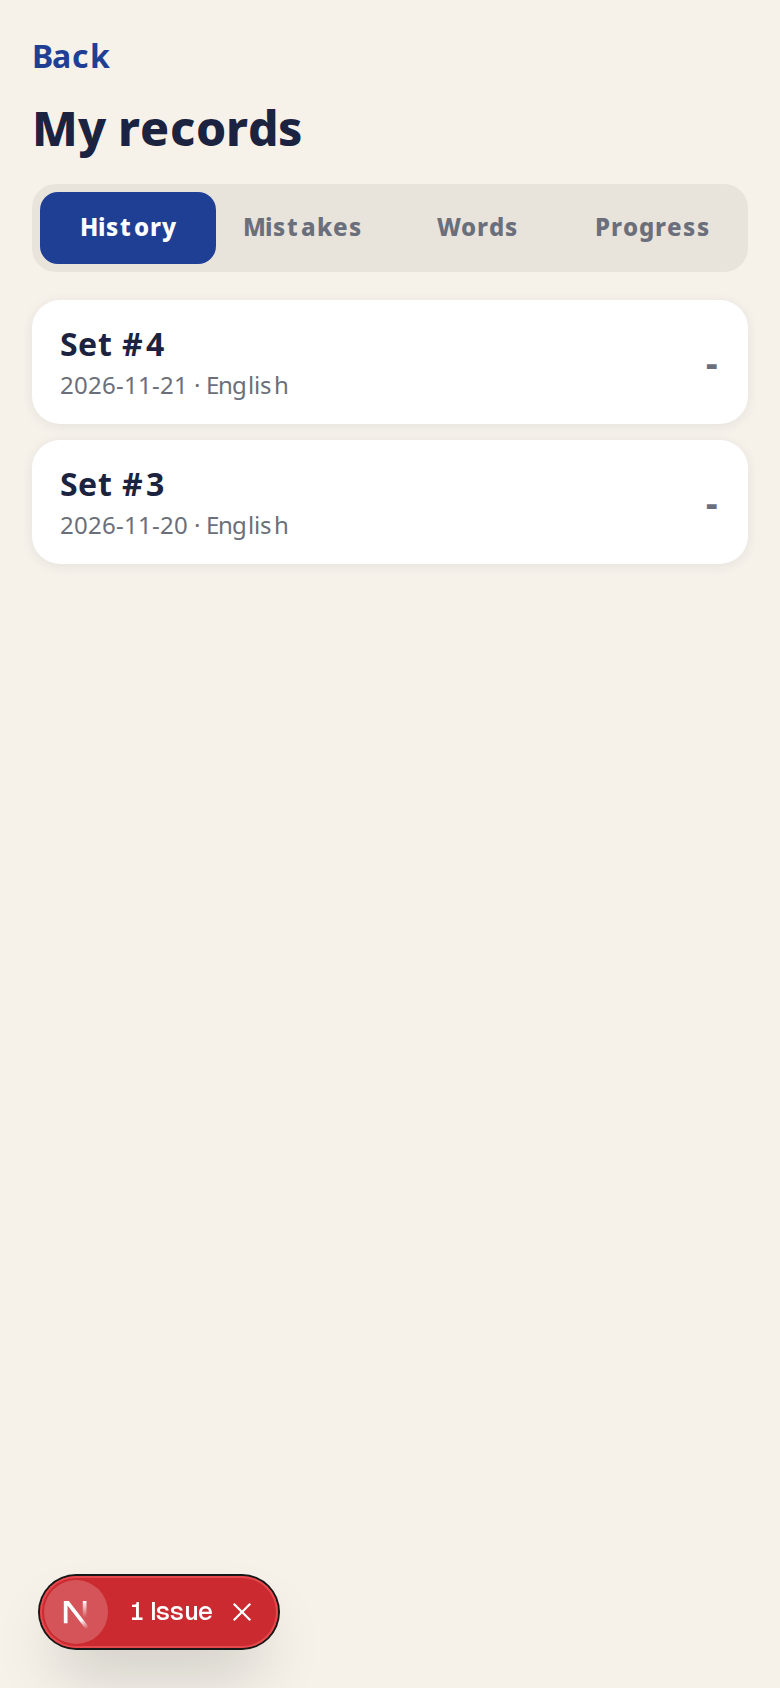 Back
My records
History Mistakes Words Progress
Set #4
2026-11-21 · English
-
Set #3
2026-11-20 · English
-
N 1 Issue